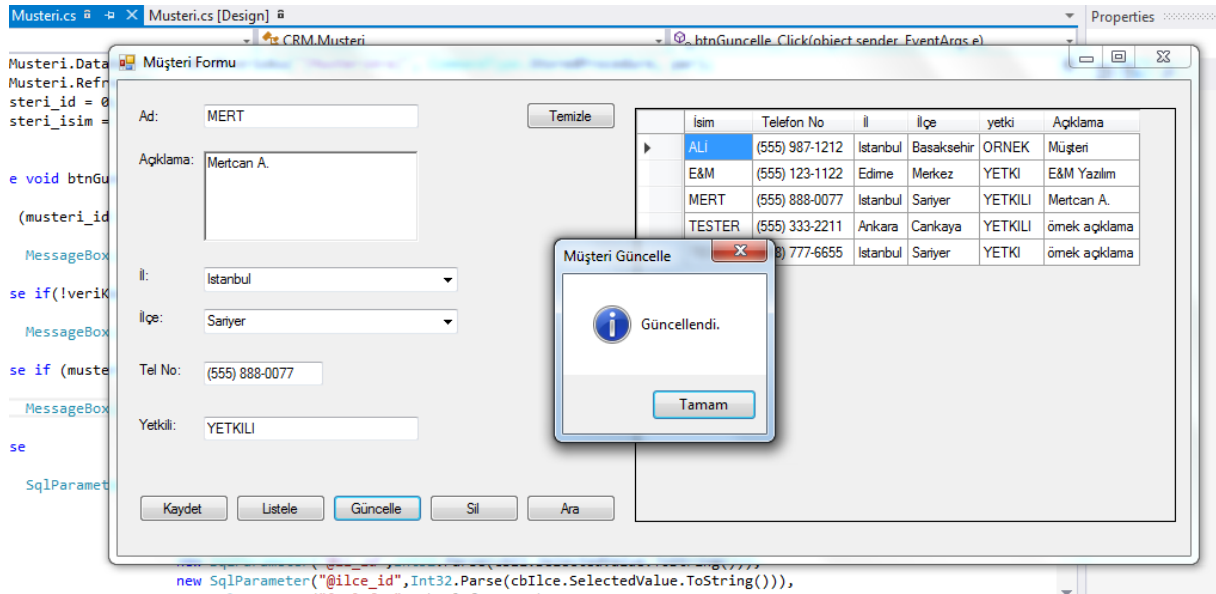 Musteri.cs Musteri.cs [Design]
Properties
CRM.Musteri
btnGuncelle_Click(object sender, EventArgs e)
Musteri.Data
Musteri.Refr
steri_id = 0
steri_isim =
e void btnGu
(musteri_id
MessageBox
se if(!veriK
MessageBox
se if (muste
MessageBox
se
SqlParamet
Müşteri Formu
Ad:
MERT
Temizle
Açıklama:
Mertcan A.
İl:
Istanbul
İlçe:
Sariyer
Tel No:
(555) 888-0077
Yetkili:
YETKILI
Kaydet Listele Güncelle Sil Ara
İsim Telefon No İl İlçe yetki Açıklama
ALİ (555) 987-1212 Istanbul Basaksehir ORNEK Müşteri
E&M (555) 123-1122 Edirne Merkez YETKI E&M Yazılım
MERT (555) 888-0077 Istanbul Sariyer YETKILI Mertcan A.
TESTER (555) 333-2211 Ankara Cankaya YETKILI örnek açıklama
777-6655 Istanbul Sariyer YETKI örnek açıklama
Müşteri Güncelle
Güncellendi.
Tamam
new SqlParameter("@ilce_id",Int32.Parse(cbIlce.SelectedValue.ToString())),